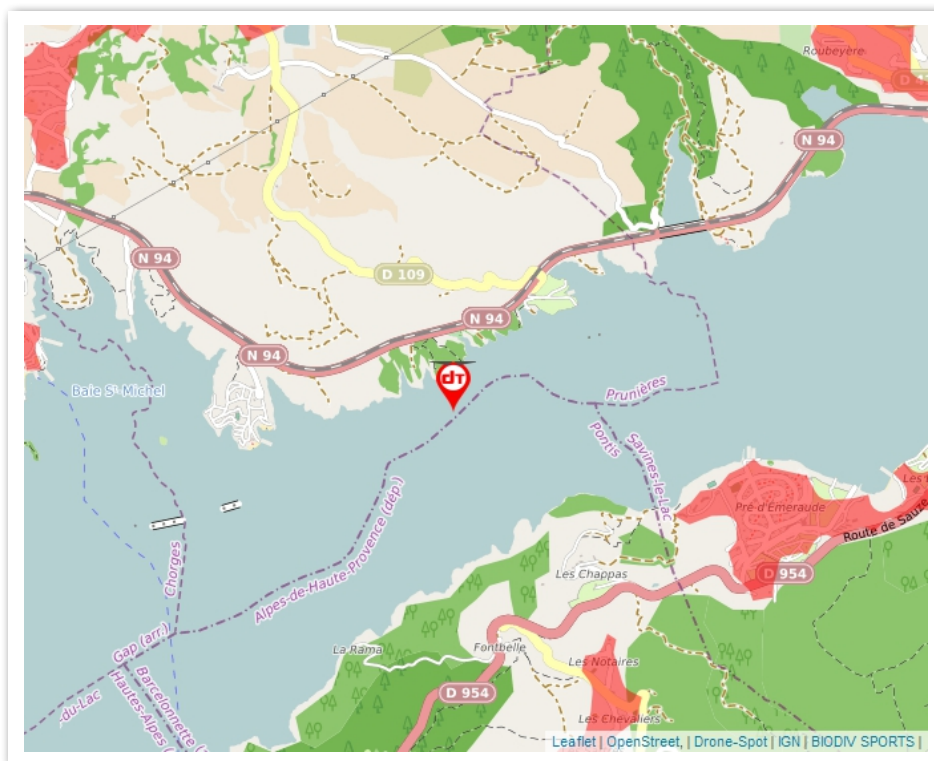 Roubeyère
N 94
N 94
D 109
N 94
N 94
dT
Baie St-Michel
Prunières
Pontis
Savines-le-Lac
Pré-d'Émeraude
Route de Sauze
Les Chappas
D 954
Chorges
Alpes-de-Haute-Provence (dép.)
Gap (arr.)
La Rama
Fontbelle
Les Notaires
D 954
Les Chevaliers
-du-Lac
Barcelonnette (
Hautes-Alpes (
Leaflet | OpenStreet, | Drone-Spot | IGN | BIODIV SPORTS |